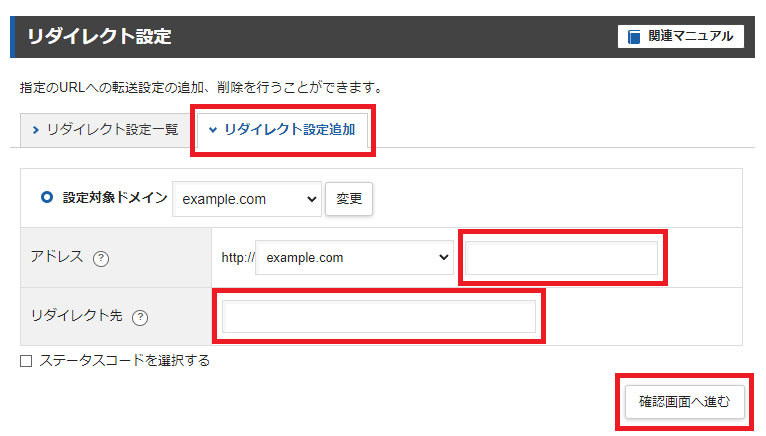 リダイレクト設定
関連マニュアル
指定のURLへの転送設定の追加、削除を行うことができます。
リダイレクト設定一覧
リダイレクト設定追加
設定対象ドメイン example.com 変更
アドレス ? http:// example.com
リダイレクト先 ?
ステータスコードを選択する
確認画面へ進む